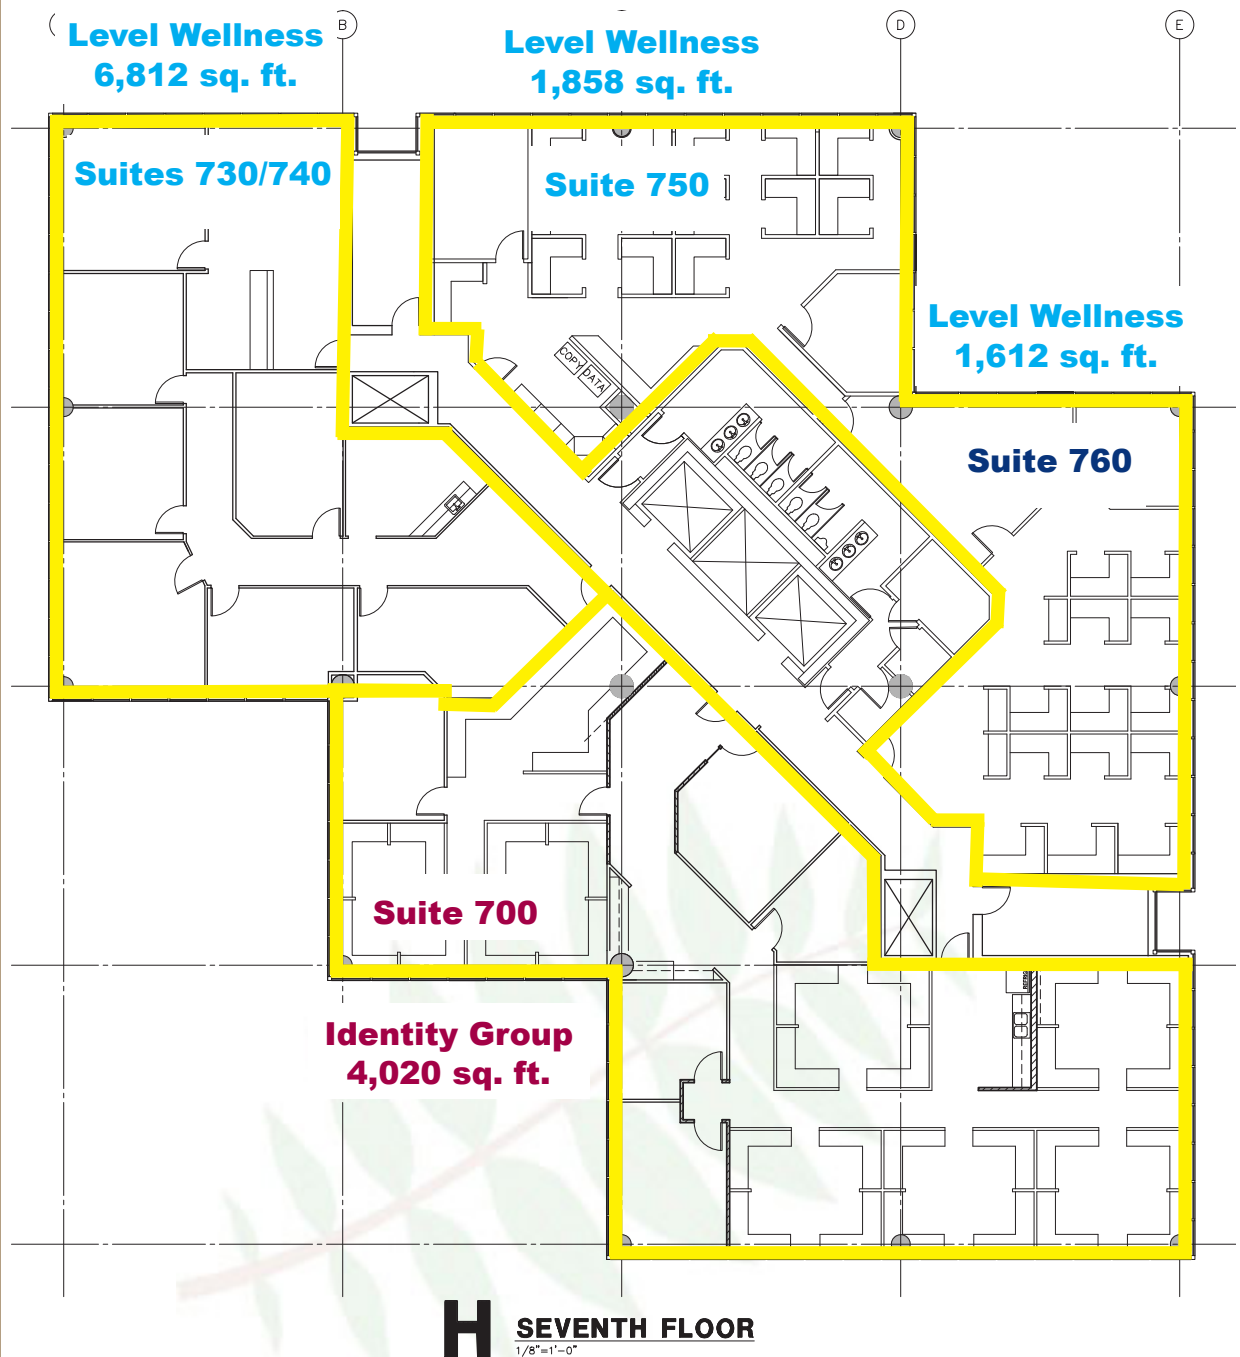 B
D
E
Level Wellness
6,812 sq. ft.
Level Wellness
1,858 sq. ft.
Suites 730/740
Suite 750
Level Wellness
1,612 sq. ft.
COPY
DATA
Suite 760
Suite 700
REFRIG
Identity Group
4,020 sq. ft.
H
SEVENTH FLOOR
1/8"=1'-0"